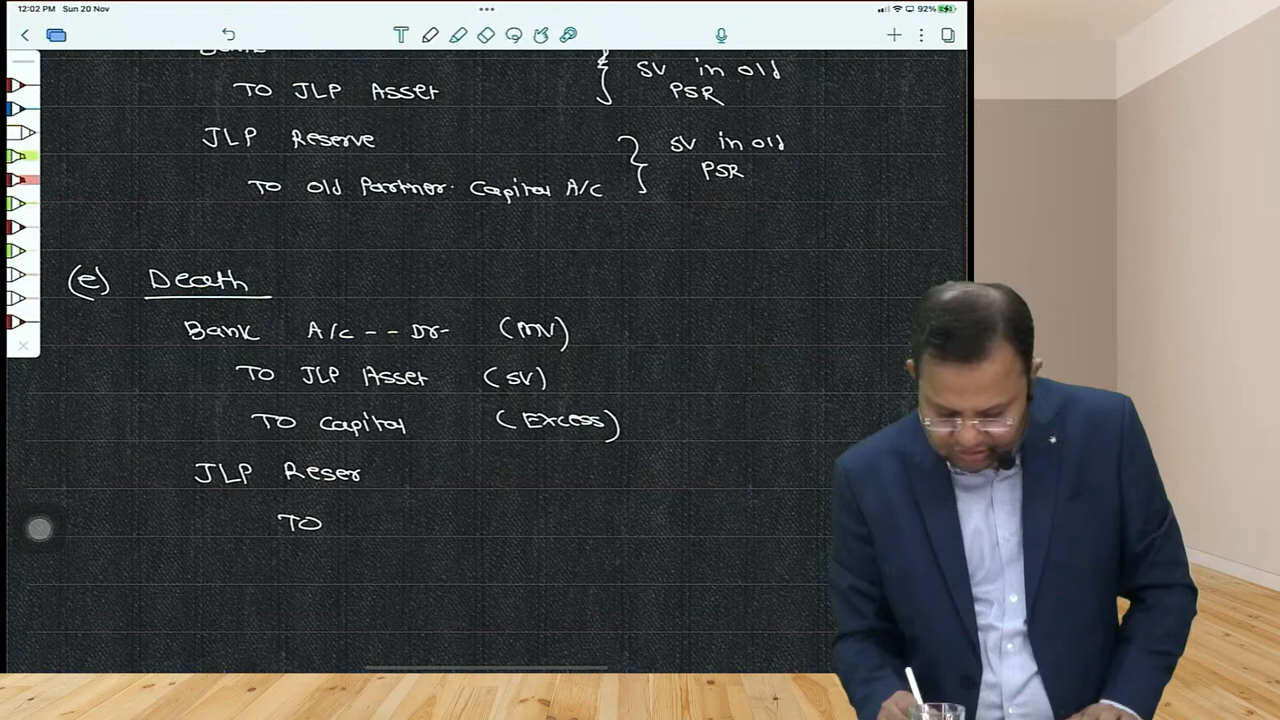 12:02 PM Sun 20 Nov
92%
TO JLP Asset
SV in old
PSR
JLP Reserve
TO Old Partner. Capital A/C
SV in old
PSR
(e) Death
Bank A/c -- Dr- (MV)
TO JLP Asset (SV)
TO Capital (Excess)
JLP Reser
TO